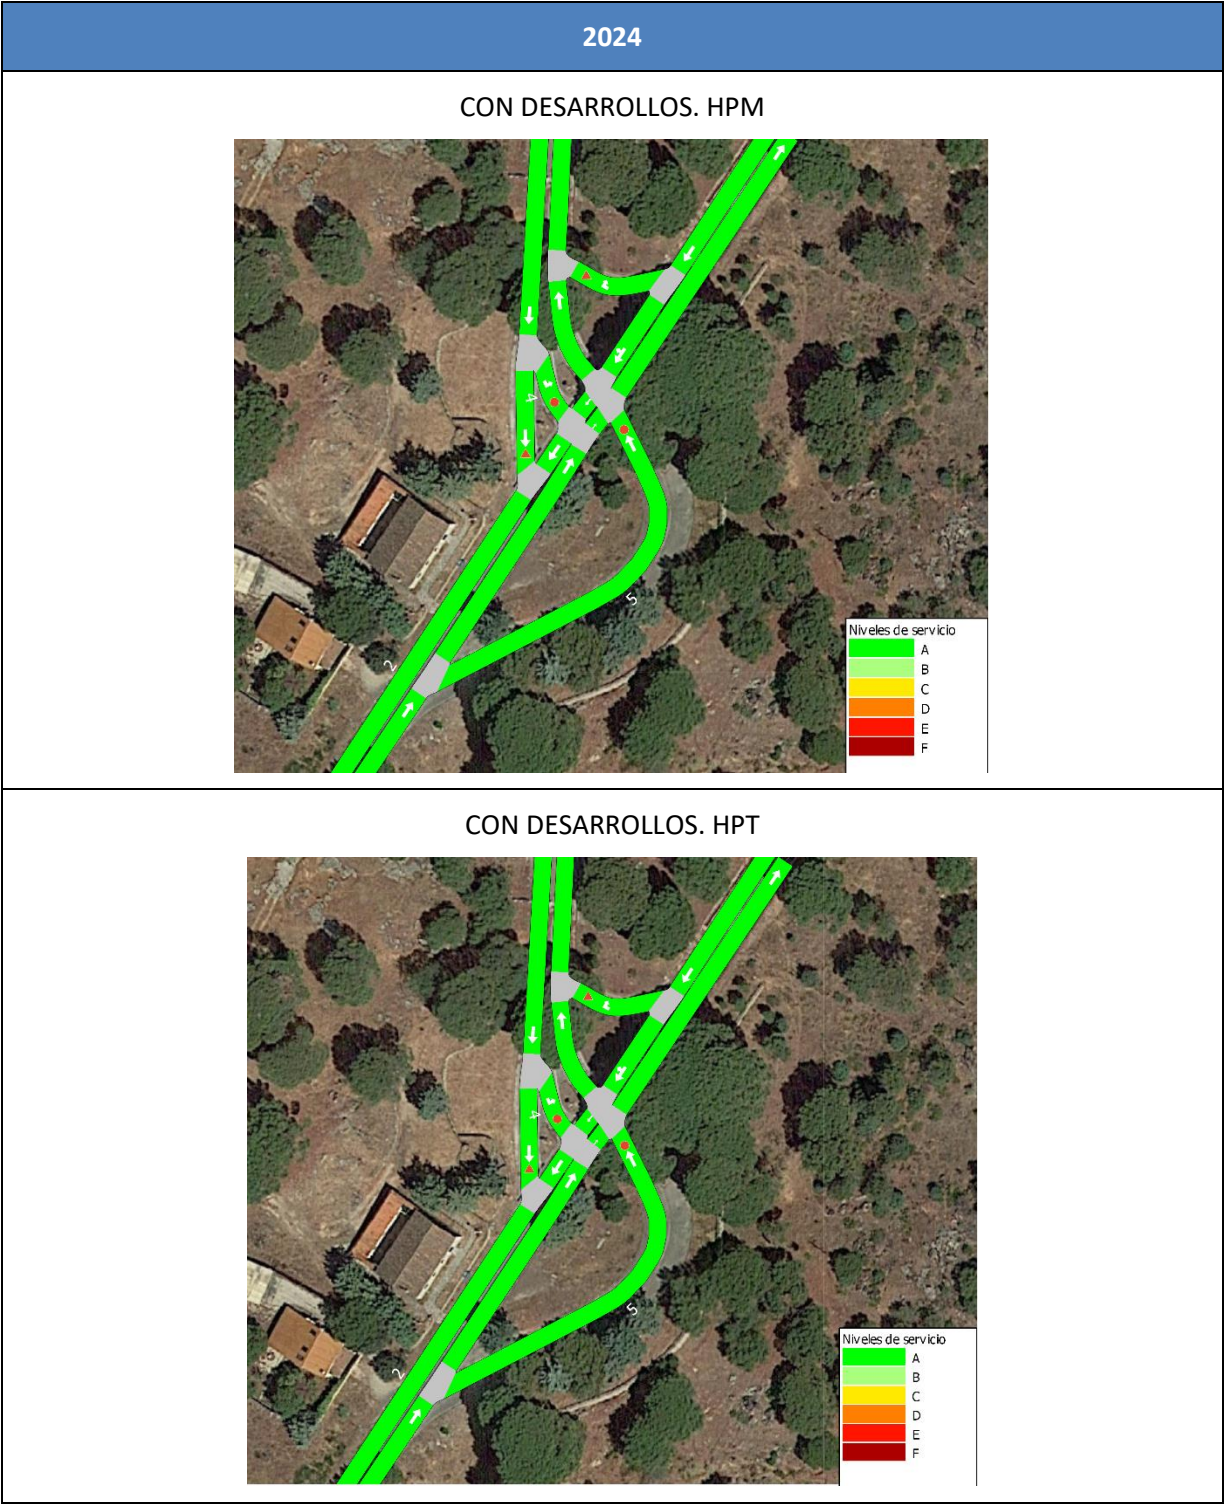 2024
CON DESARROLLOS. HPM
4
5
2
Niveles de servicio
A
B
C
D
E
F
CON DESARROLLOS. HPT
4
5
2
Niveles de servicio
A
B
C
D
E
F